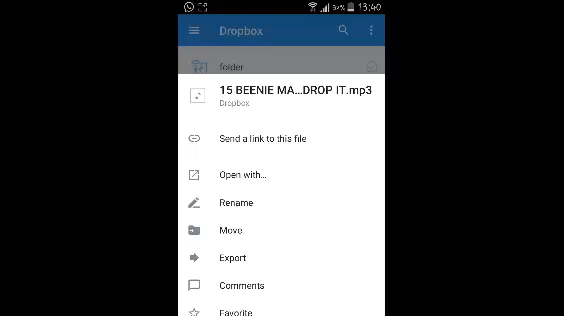 37% 13:40
Dropbox
folder
15 BEENIE MA...DROP IT.mp3
Dropbox
Send a link to this file
Open with...
Rename
Move
Export
Comments
Favorite